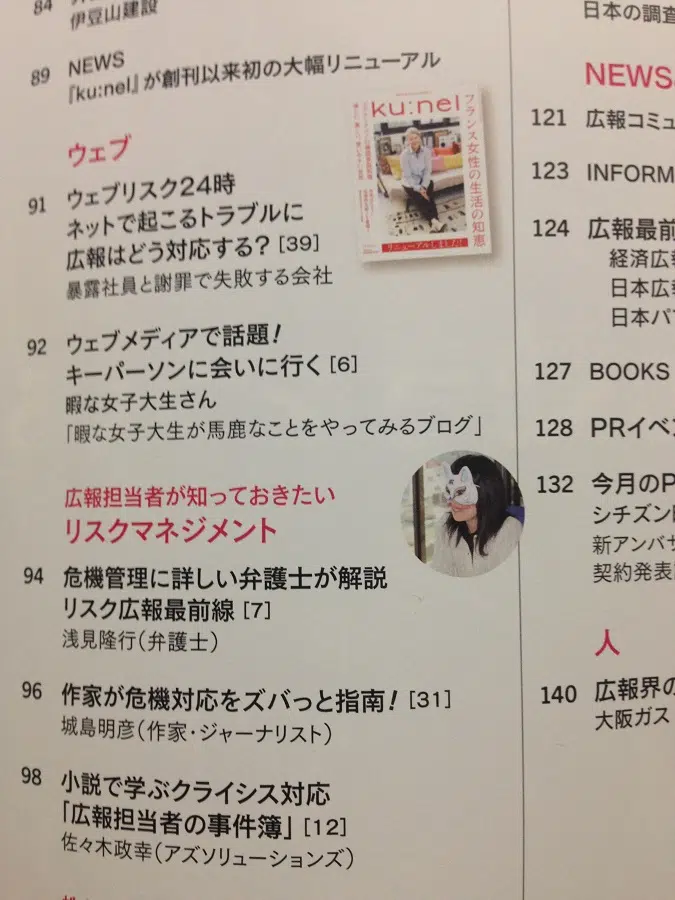 84
伊豆山建設
89 NEWS
『ku:nel』が創刊以来初の大幅リニューアル
ku:nel
フランス女性の生活の知恵
リニューアルしました!
ウェブ
91 ウェブリスク24時
ネットで起こるトラブルに
広報はどう対応する? [39]
暴露社員と謝罪で失敗する会社
92 ウェブメディアで話題!
キーパーソンに会いに行く [6]
暇な女子大生さん
「暇な女子大生が馬鹿なことをやってみるブログ」
広報担当者が知っておきたい
リスクマネジメント
94 危機管理に詳しい弁護士が解説
リスク広報最前線 [7]
浅見隆行(弁護士)
96 作家が危機対応をズバっと指南! [31]
城島明彦(作家・ジャーナリスト)
98 小説で学ぶクライシス対応
「広報担当者の事件簿」 [12]
佐々木政幸(アズソリューションズ)
日本の調査
NEWS
121 広報コミュ
123 INFORM
124 広報最前
経済広報
日本広報
日本パ
127 BOOKS
128 PRイベン
132 今月のP
シチズン
新アンバサ
契約発表
人
140 広報界の
大阪ガス